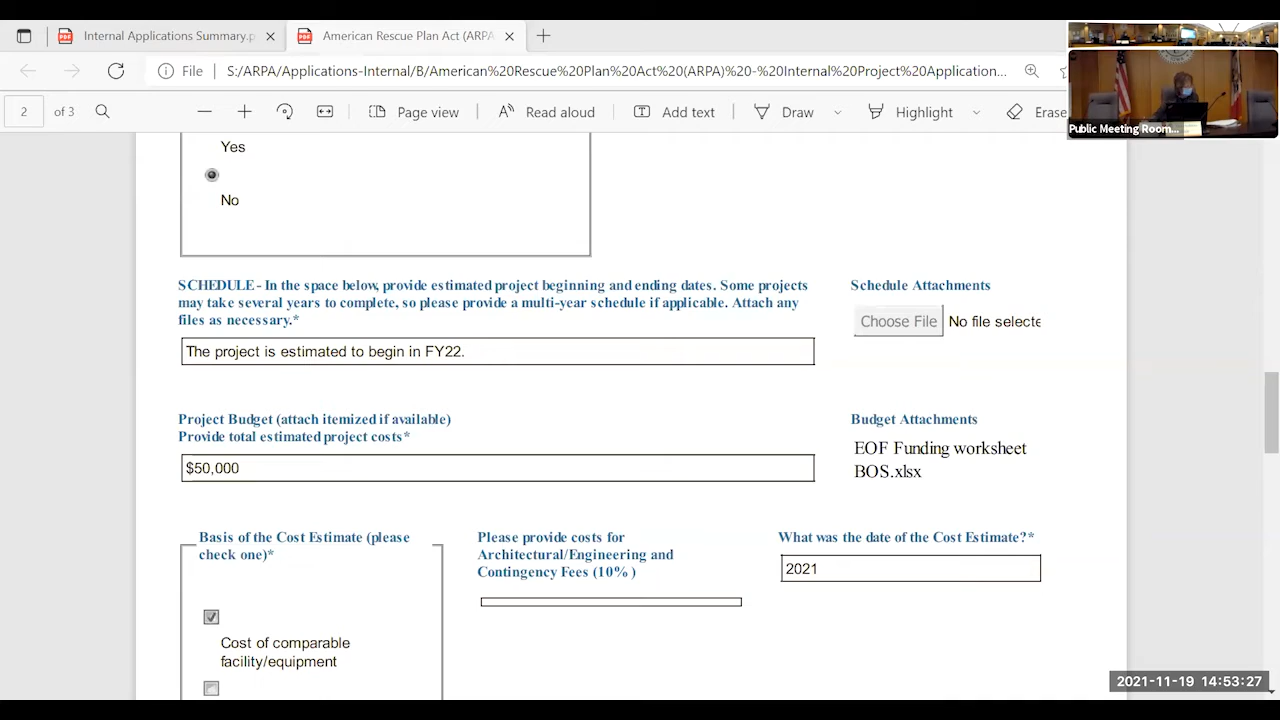 Internal Applications Summary.p
American Rescue Plan Act (ARPA
File
S:/ARPA/Applications-Internal/B/American%20Rescue%20Plan%20Act%20(ARPA)%20-%20Internal%20Project%20Application...
2 of 3
Page view
Read aloud
Add text
Draw
Highlight
Erase
Public Meeting Room...
Yes
No
SCHEDULE - In the space below, provide estimated project beginning and ending dates. Some projects
may take several years to complete, so please provide a multi-year schedule if applicable. Attach any
files as necessary.*
Schedule Attachments
Choose File No file selecte
The project is estimated to begin in FY22.
Project Budget (attach itemized if available)
Provide total estimated project costs*
Budget Attachments
EOF Funding worksheet
BOS.xlsx
$50,000
Basis of the Cost Estimate (please
check one)*
Please provide costs for
Architectural/Engineering and
Contingency Fees (10%)
What was the date of the Cost Estimate?*
2021
Cost of comparable
facility/equipment
2021-11-19 14:53:27